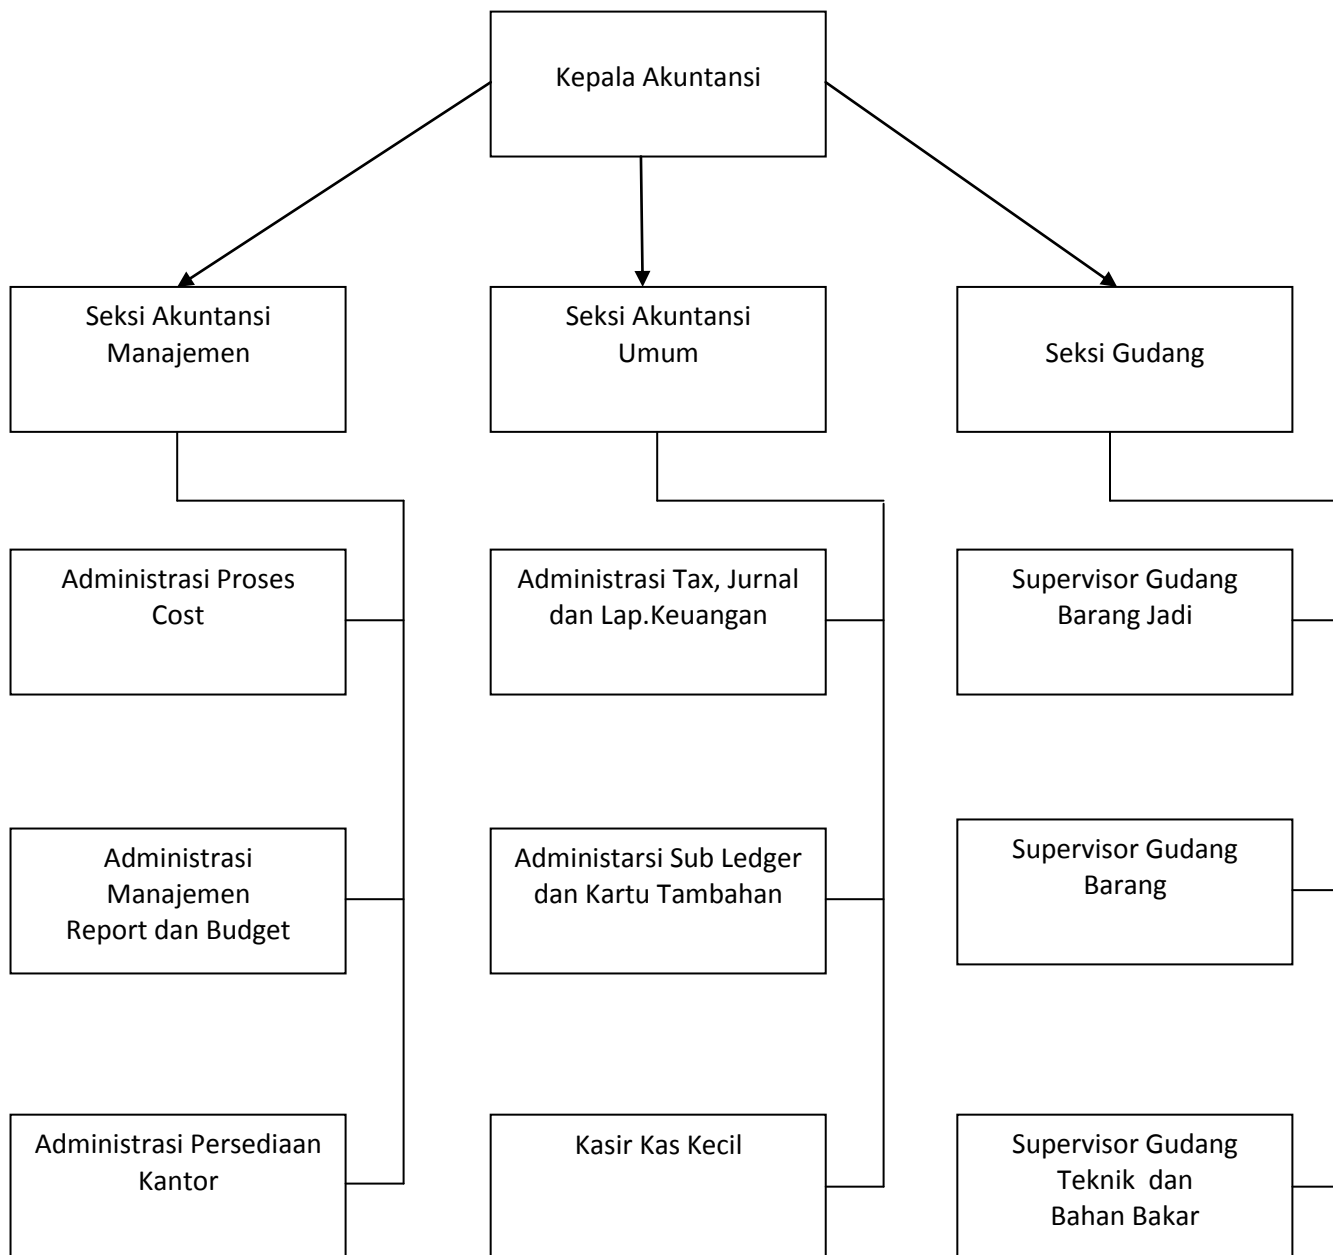 Kepala Akuntansi
Seksi Akuntansi
Manajemen
Seksi Akuntansi
Umum
Seksi Gudang
Administrasi Proses
Cost
Administrasi Tax, Jurnal
dan Lap.Keuangan
Supervisor Gudang
Barang Jadi
Administrasi
Manajemen
Report dan Budget
Administarsi Sub Ledger
dan Kartu Tambahan
Supervisor Gudang
Barang
Administrasi Persediaan
Kantor
Kasir Kas Kecil
Supervisor Gudang
Teknik  dan
Bahan Bakar